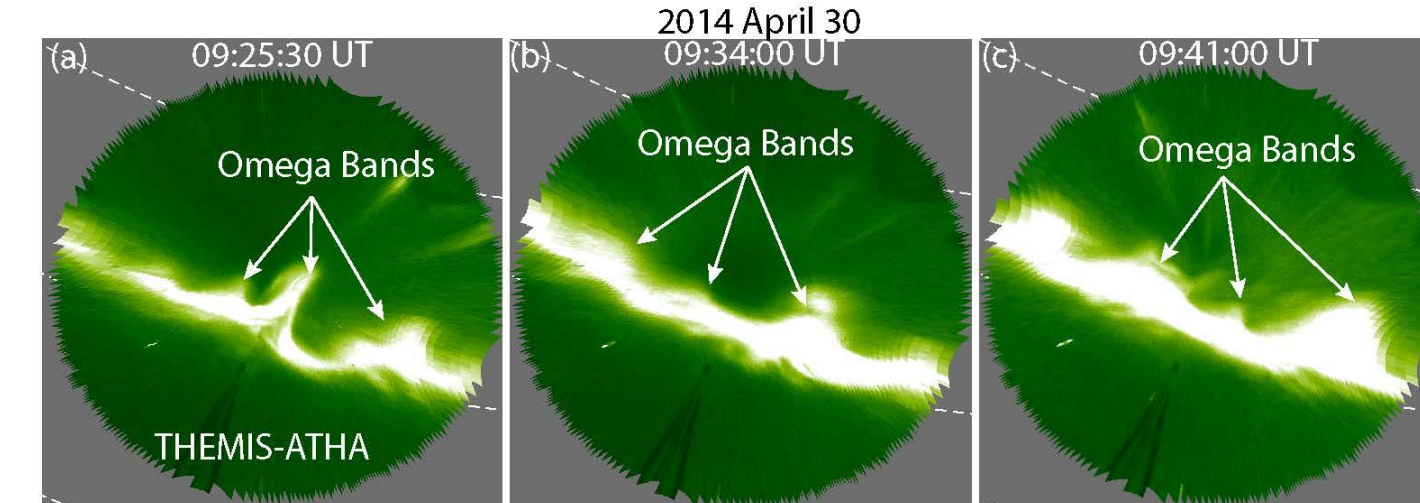 2014 April 30
(a) 09:25:30 UT
(b) 09:34:00 UT
(c) 09:41:00 UT
Omega Bands
Omega Bands
Omega Bands
THEMIS-ATHA